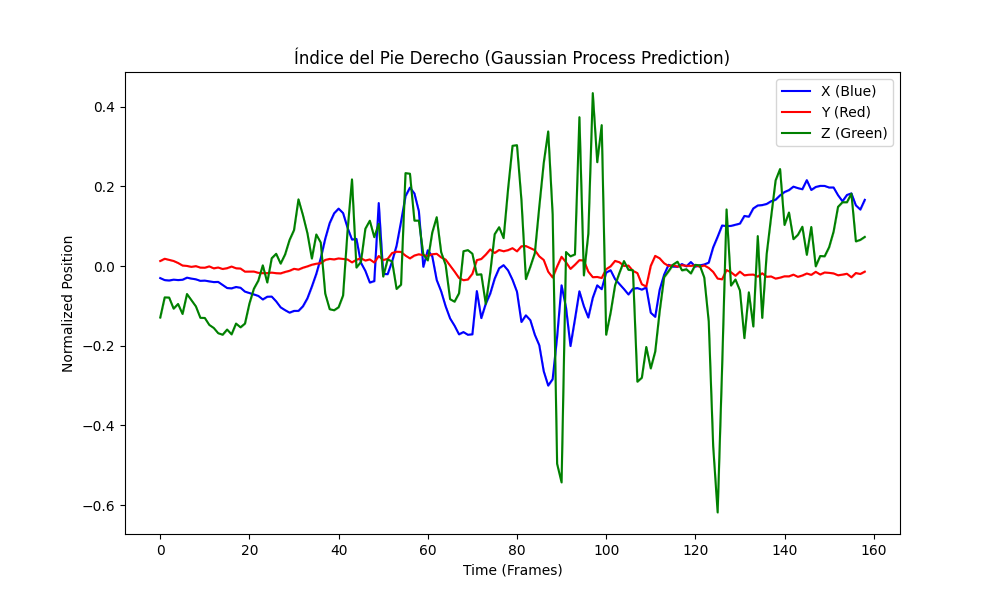 Índice del Pie Derecho (Gaussian Process Prediction)
X (Blue)
Y (Red)
Z (Green)
Normalized Position
0.4
0.2
0.0
−0.2
−0.4
−0.6
0 20 40 60 80 100 120 140 160
Time (Frames)